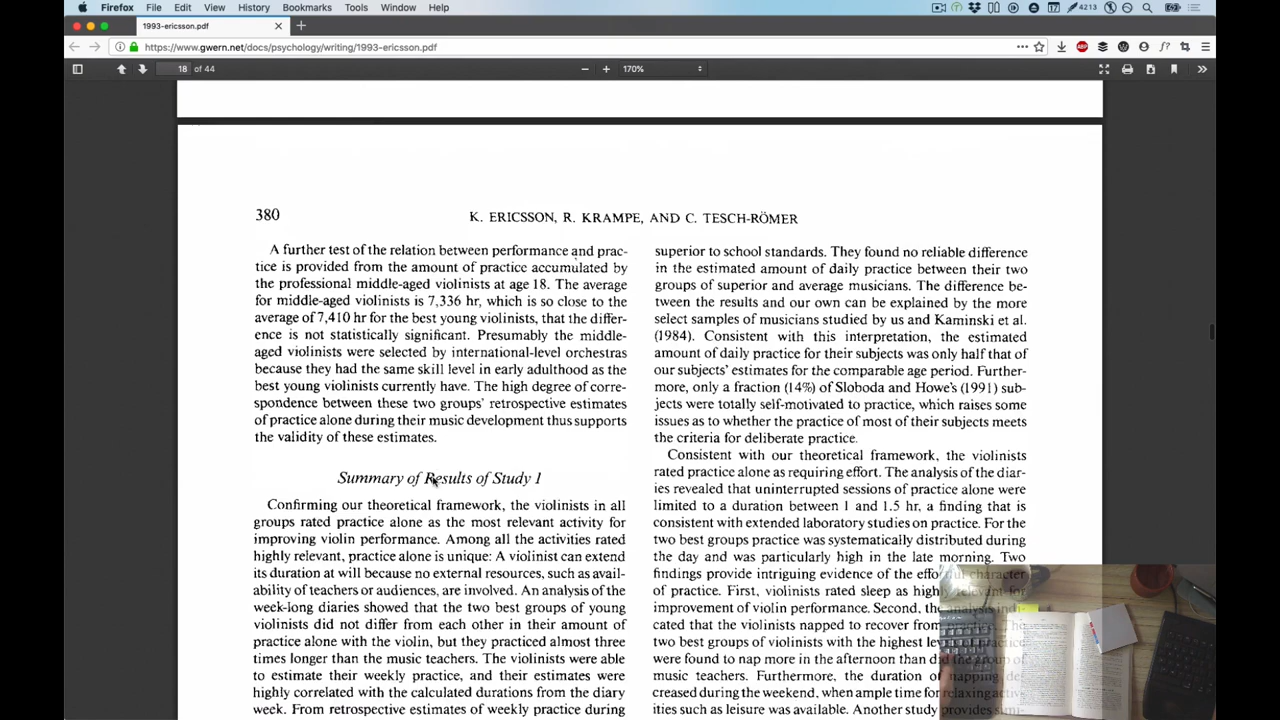 Firefox File Edit View History Bookmarks Tools Window Help
4213
1993-ericsson.pdf
https://www.gwern.net/docs/psychology/writing/1993-ericsson.pdf
18 of 44
170%
380
K. ERICSSON, R. KRAMPE, AND C. TESCH-RÖMER
A further test of the relation between performance and prac-
tice is provided from the amount of practice accumulated by
the professional middle-aged violinists at age 18. The average
for middle-aged violinists is 7,336 hr, which is so close to the
average of 7,410 hr for the best young violinists, that the differ-
ence is not statistically significant. Presumably the middle-
aged violinists were selected by international-level orchestras
because they had the same skill level in early adulthood as the
best young violinists currently have. The high degree of corre-
spondence between these two groups' retrospective estimates
of practice alone during their music development thus supports
the validity of these estimates.
Summary of Results of Study 1
Confirming our theoretical framework, the violinists in all
groups rated practice alone as the most relevant activity for
improving violin performance. Among all the activities rated
highly relevant, practice alone is unique: A violinist can extend
its duration at will because no external resources, such as avail-
ability of teachers or audiences, are involved. An analysis of the
week-long diaries showed that the two best groups of young
violinists did not differ from each other in their amount of
practice alone with the violin, but they practiced almost three
times longer than the music teachers. The violinists were able
to estimate their weekly practice, and their estimates were
highly correlated with the calculated durations from the diary
week. From retrospective estimates of weekly practice during
superior to school standards. They found no reliable difference
in the estimated amount of daily practice between their two
groups of superior and average musicians. The difference be-
tween the results and our own can be explained by the more
select samples of musicians studied by us and Kaminski et al.
(1984). Consistent with this interpretation, the estimated
amount of daily practice for their subjects was only half that of
our subjects' estimates for the comparable age period. Further-
more, only a fraction (14%) of Sloboda and Howe's (1991) sub-
jects were totally self-motivated to practice, which raises some
issues as to whether the practice of most of their subjects meets
the criteria for deliberate practice.
Consistent with our theoretical framework, the violinists
rated practice alone as requiring effort. The analysis of the diar-
ies revealed that uninterrupted sessions of practice alone were
limited to a duration between 1 and 1.5 hr, a finding that is
consistent with extended laboratory studies on practice. For the
two best groups practice was systematically distributed during
the day and was particularly high in the late morning. Two
findings provide intriguing evidence of the effortful character
of practice. First, violinists rated sleep as highly relevant for
improvement of violin performance. Second, the analysis indi-
cated that the violinists napped to recover from practice. The
two best groups of violinists with the highest levels of practice
were found to nap more in the afternoon than did the group of
music teachers. Furthermore, the duration of napping de-
creased during the weekend, when ample time for relaxing activ-
ities such as leisure was available. Another study provides simi-